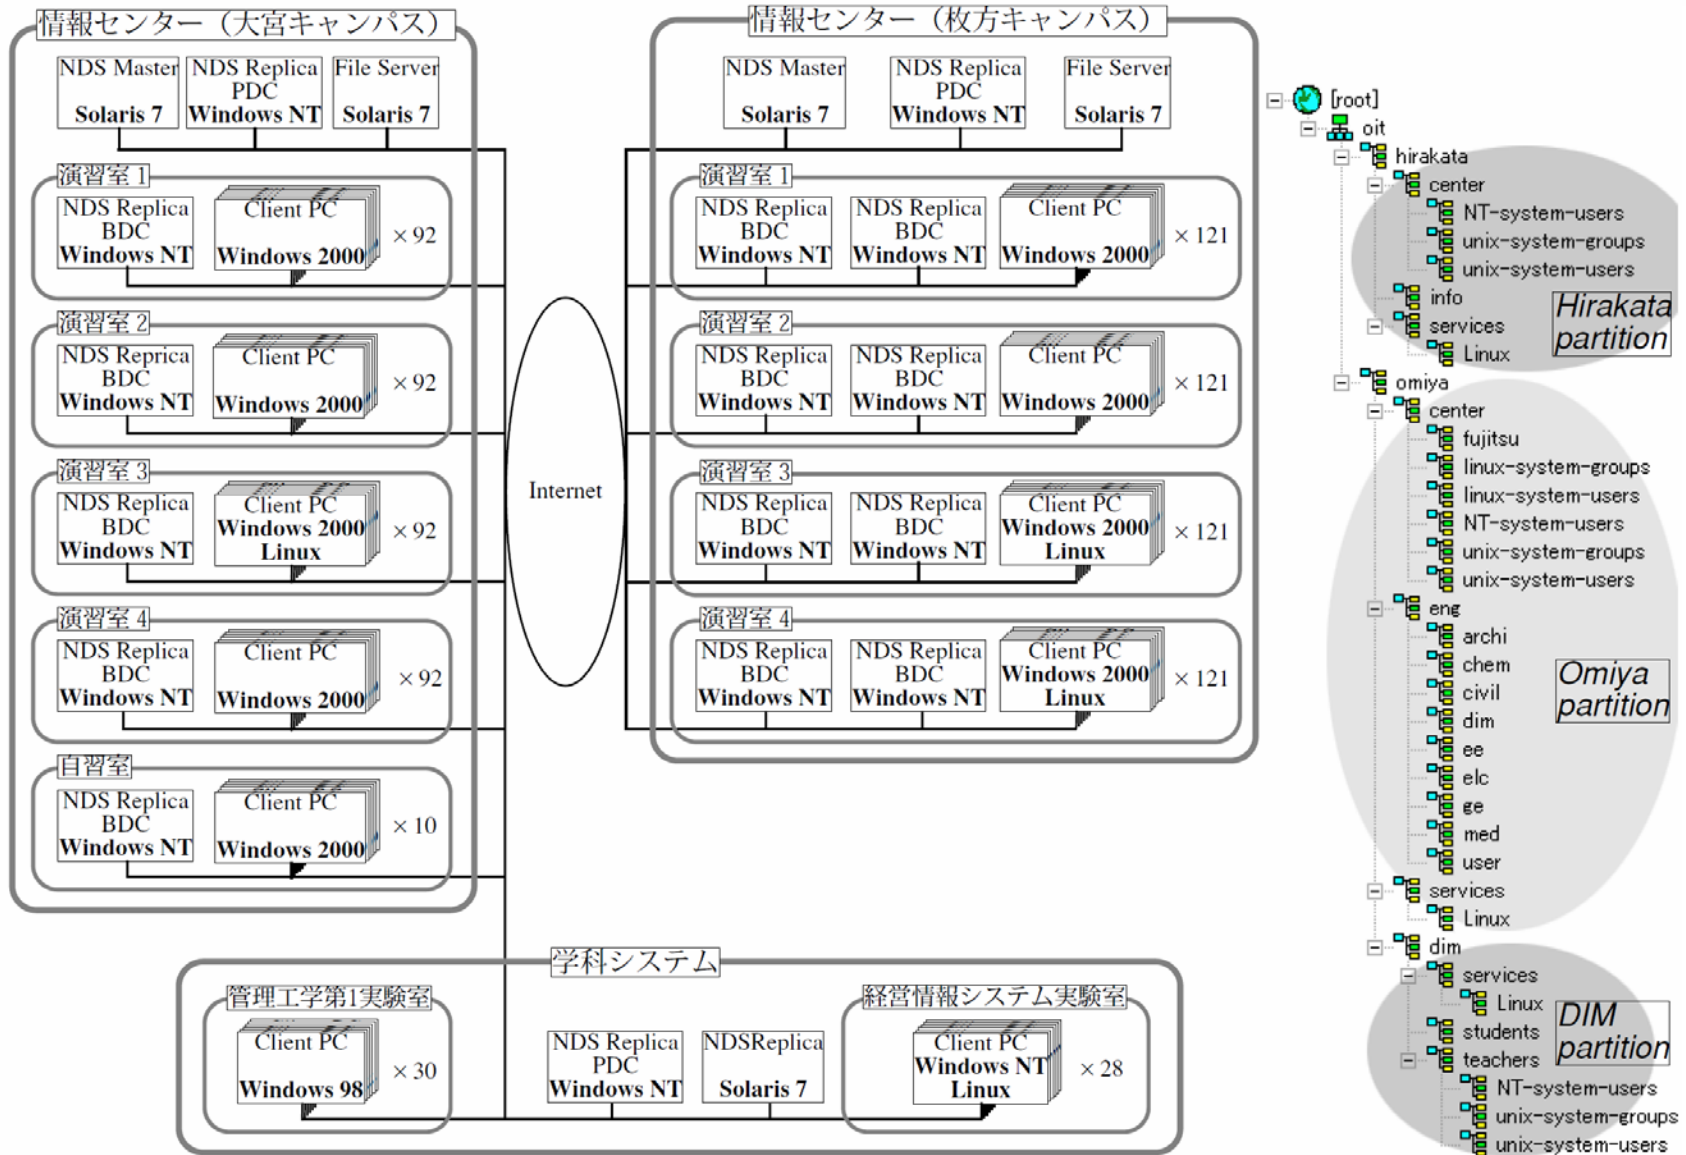 情報センター（大宮キャンパス）
NDS Master
Solaris 7
NDS Replica
PDC
Windows NT
File Server
Solaris 7
演習室 1
NDS Replica
BDC
Windows NT
Client PC
Windows 2000
× 92
演習室 2
NDS Reprica
BDC
Windows NT
Client PC
Windows 2000
× 92
演習室 3
NDS Replica
BDC
Windows NT
Client PC
Windows 2000
Linux
× 92
演習室 4
NDS Replica
BDC
Windows NT
Client PC
Windows 2000
× 92
自習室
NDS Replica
BDC
Windows NT
Client PC
Windows 2000
× 10
Internet
情報センター（枚方キャンパス）
NDS Master
Solaris 7
NDS Replica
PDC
Windows NT
File Server
Solaris 7
演習室 1
NDS Replica
BDC
Windows NT
NDS Replica
BDC
Windows NT
Client PC
Windows 2000
× 121
演習室 2
NDS Replica
BDC
Windows NT
NDS Replica
BDC
Windows NT
Client PC
Windows 2000
× 121
演習室 3
NDS Replica
BDC
Windows NT
NDS Replica
BDC
Windows NT
Client PC
Windows 2000
Linux
× 121
演習室 4
NDS Replica
BDC
Windows NT
NDS Replica
BDC
Windows NT
Client PC
Windows 2000
Linux
× 121
学科システム
管理工学第1実験室
Client PC
Windows 98
× 30
NDS Replica
PDC
Windows NT
NDSReplica
Solaris 7
経営情報システム実験室
Client PC
Windows NT
Linux
× 28
[root]
oit
hirakata
center
NT-system-users
unix-system-groups
unix-system-users
info
services
Linux
Hirakata
partition
omiya
center
fujitsu
linux-system-groups
linux-system-users
NT-system-users
unix-system-groups
unix-system-users
eng
archi
chem
civil
dim
ee
elc
ge
med
user
services
Linux
Omiya
partition
dim
services
Linux
students
teachers
NT-system-users
unix-system-groups
unix-system-users
DIM
partition